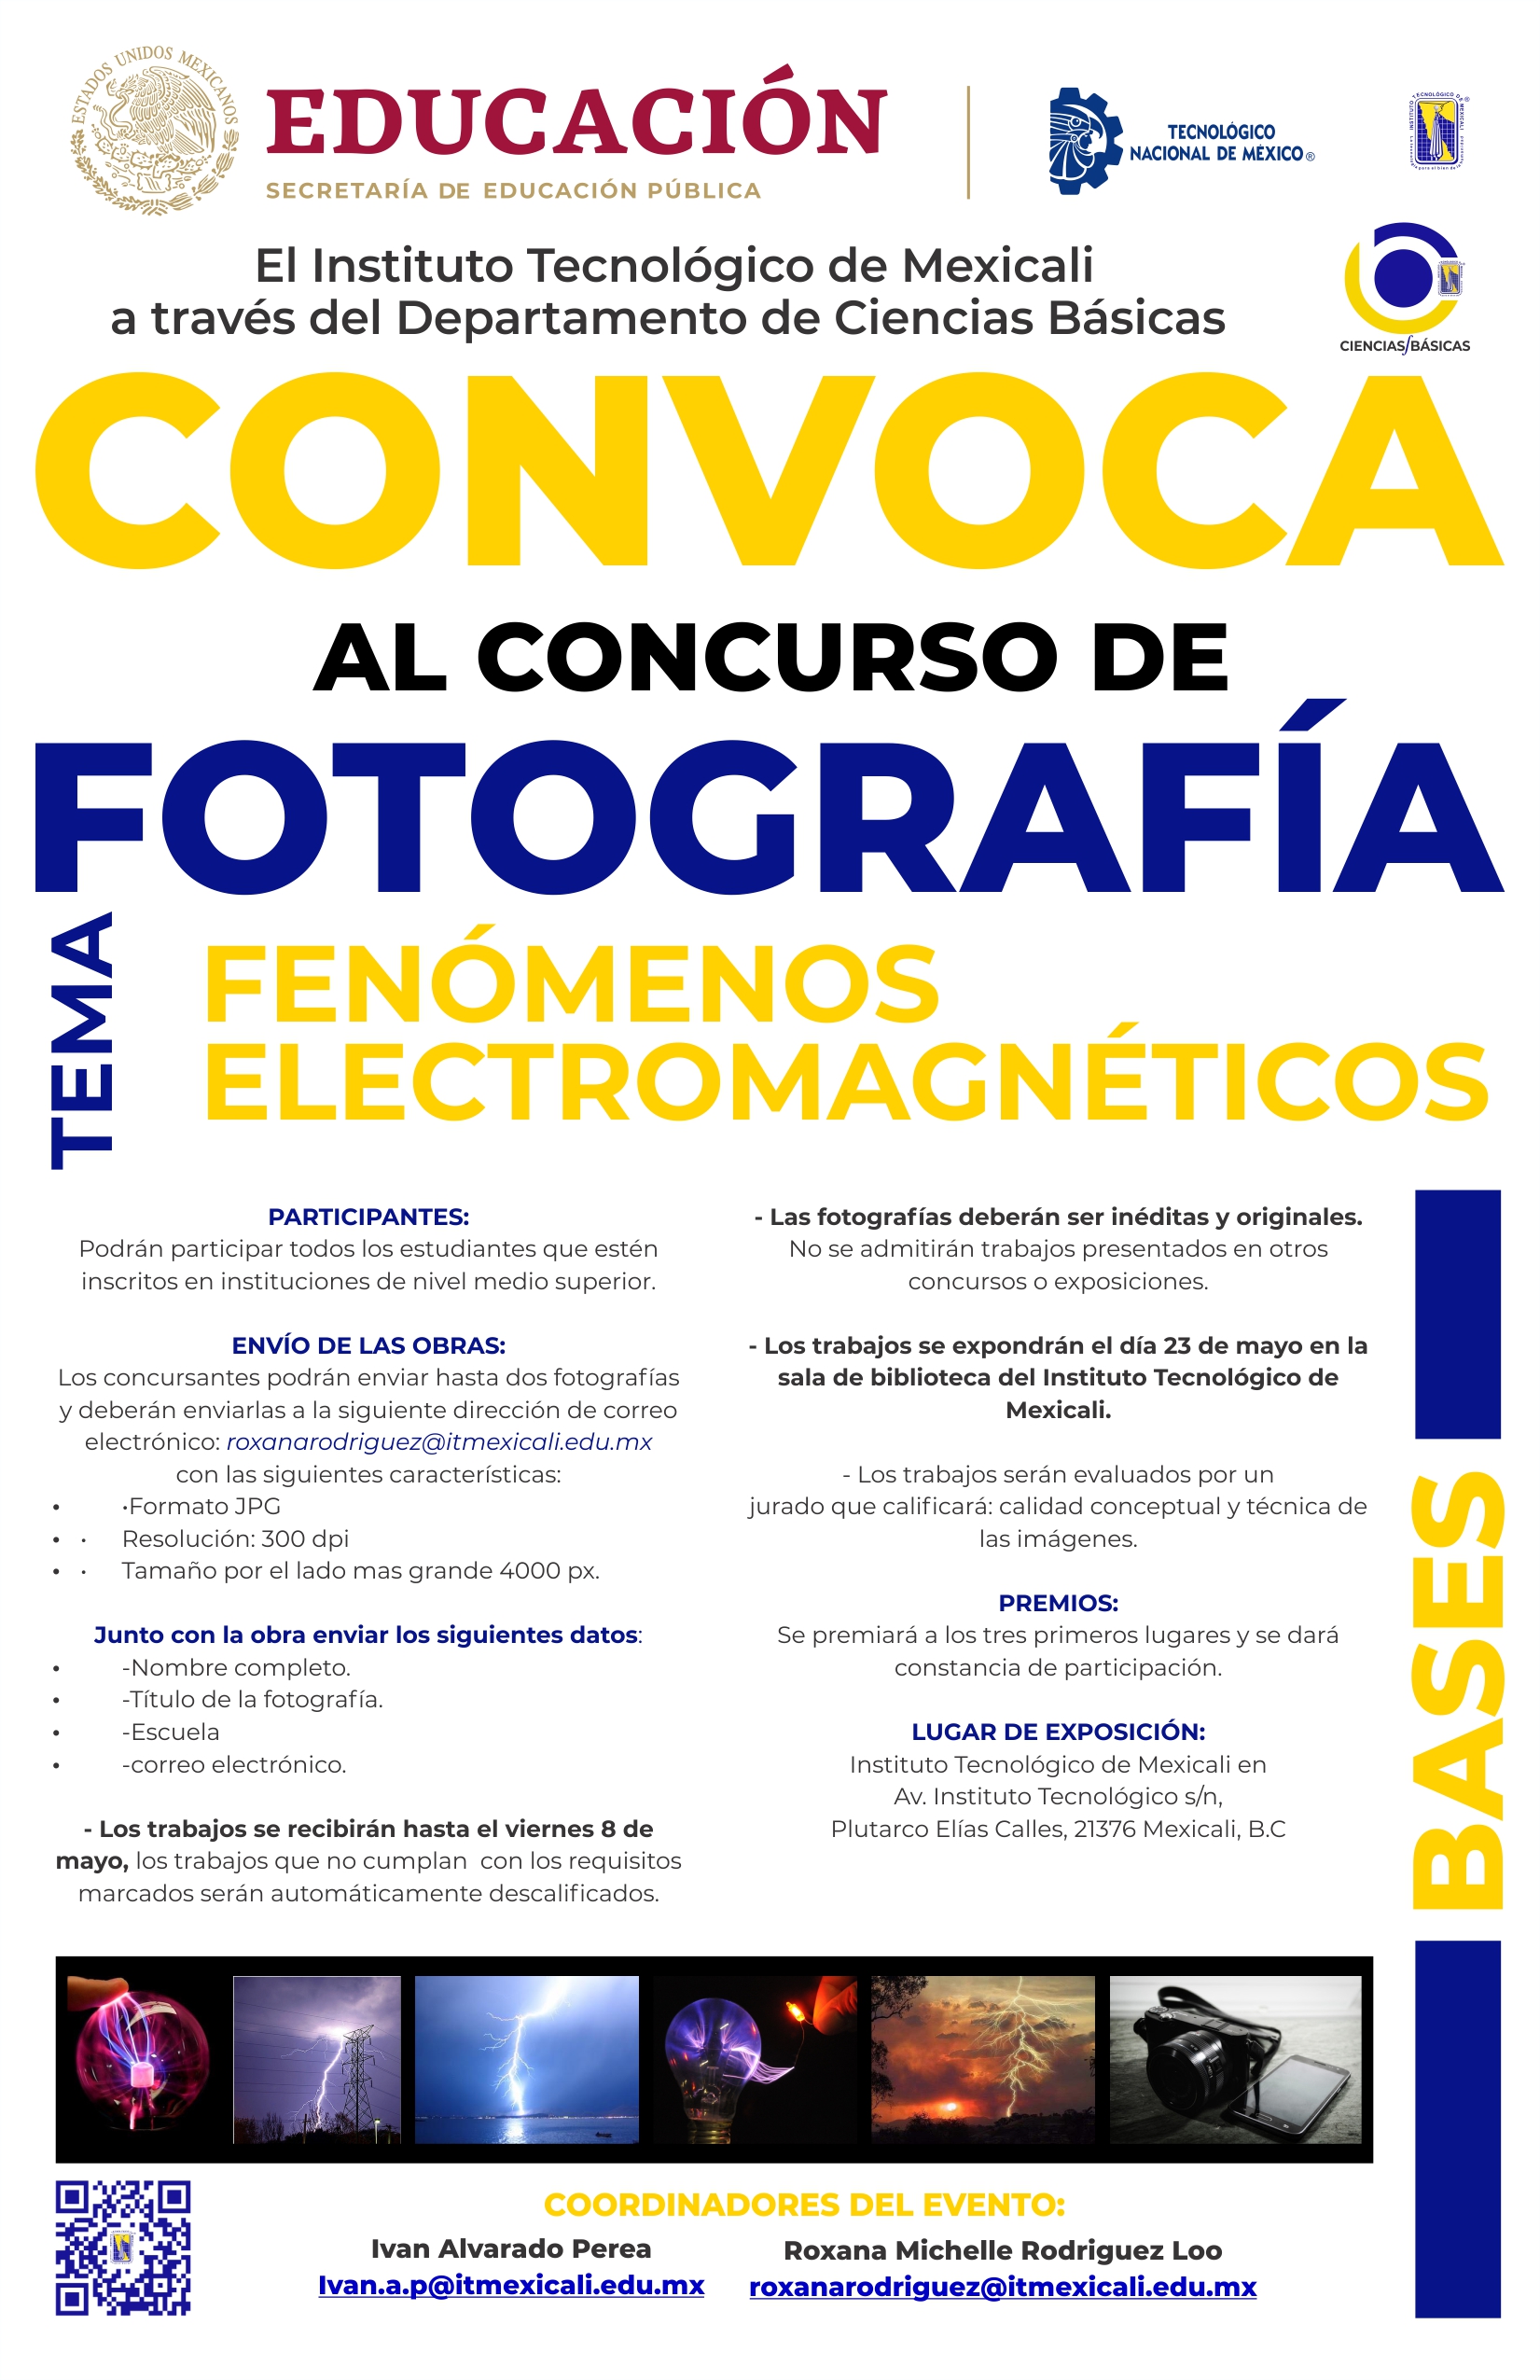 ESTADOS UNIDOS MEXICANOS
EDUCACIÓN
SECRETARÍA DE EDUCACIÓN PÚBLICA
TECNOLÓGICO
NACIONAL DE MÉXICO®
INSTITUTO TECNOLÓGICO DE MEXICALI
El Instituto Tecnológico de Mexicali
a través del Departamento de Ciencias Básicas
CIENCIAS BÁSICAS
CONVOCA
AL CONCURSO DE
FOTOGRAFÍA
TEMA
FENÓMENOS
ELECTROMAGNÉTICOS
PARTICIPANTES:
Podrán participar todos los estudiantes que estén
inscritos en instituciones de nivel medio superior.
ENVÍO DE LAS OBRAS:
Los concursantes podrán enviar hasta dos fotografías
y deberán enviarlas a la siguiente dirección de correo
electrónico: roxanarodriguez@itmexicali.edu.mx
con las siguientes características:
• •Formato JPG
• · Resolución: 300 dpi
• · Tamaño por el lado mas grande 4000 px.
Junto con la obra enviar los siguientes datos:
• -Nombre completo.
• -Título de la fotografía.
• -Escuela
• -correo electrónico.
- Los trabajos se recibirán hasta el viernes 8 de
mayo, los trabajos que no cumplan con los requisitos
marcados serán automáticamente descalificados.
- Las fotografías deberán ser inéditas y originales.
No se admitirán trabajos presentados en otros
concursos o exposiciones.
- Los trabajos se expondrán el día 23 de mayo en la
sala de biblioteca del Instituto Tecnológico de
Mexicali.
- Los trabajos serán evaluados por un
jurado que calificará: calidad conceptual y técnica de
las imágenes.
PREMIOS:
Se premiará a los tres primeros lugares y se dará
constancia de participación.
LUGAR DE EXPOSICIÓN:
Instituto Tecnológico de Mexicali en
Av. Instituto Tecnológico s/n,
Plutarco Elías Calles, 21376 Mexicali, B.C
BASES
COORDINADORES DEL EVENTO:
Ivan Alvarado Perea
Ivan.a.p@itmexicali.edu.mx
Roxana Michelle Rodriguez Loo
roxanarodriguez@itmexicali.edu.mx